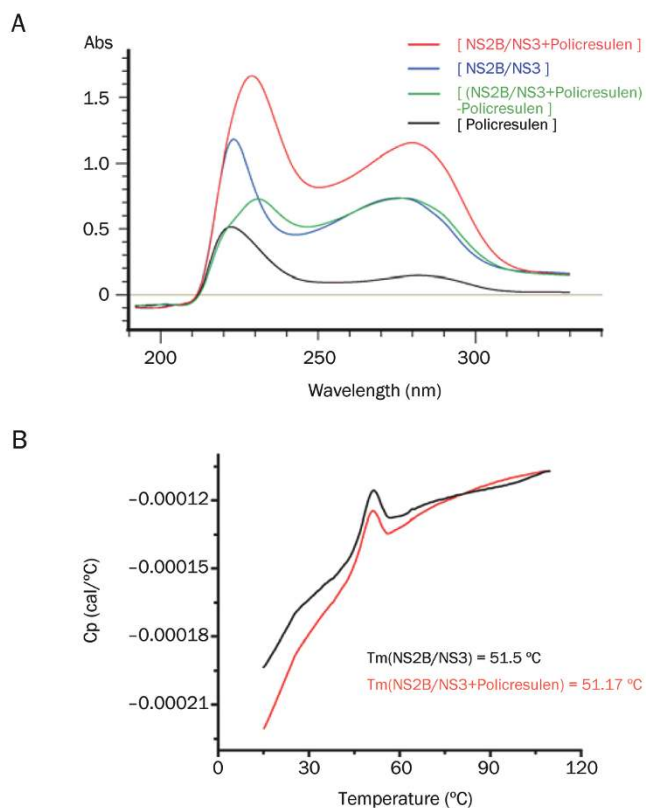 A
Abs
[ NS2B/NS3+Policresulen ]
[ NS2B/NS3 ]
[ (NS2B/NS3+Policresulen)
-Policresulen ]
[ Policresulen ]
1.5
1.0
0.5
0
200
250
300
Wavelength (nm)
B
−0.00012
−0.00015
−0.00018
−0.00021
Cp (cal/ºC)
Tm(NS2B/NS3) = 51.5 ºC
Tm(NS2B/NS3+Policresulen) = 51.17 ºC
0
30
60
90
120
Temperature (ºC)